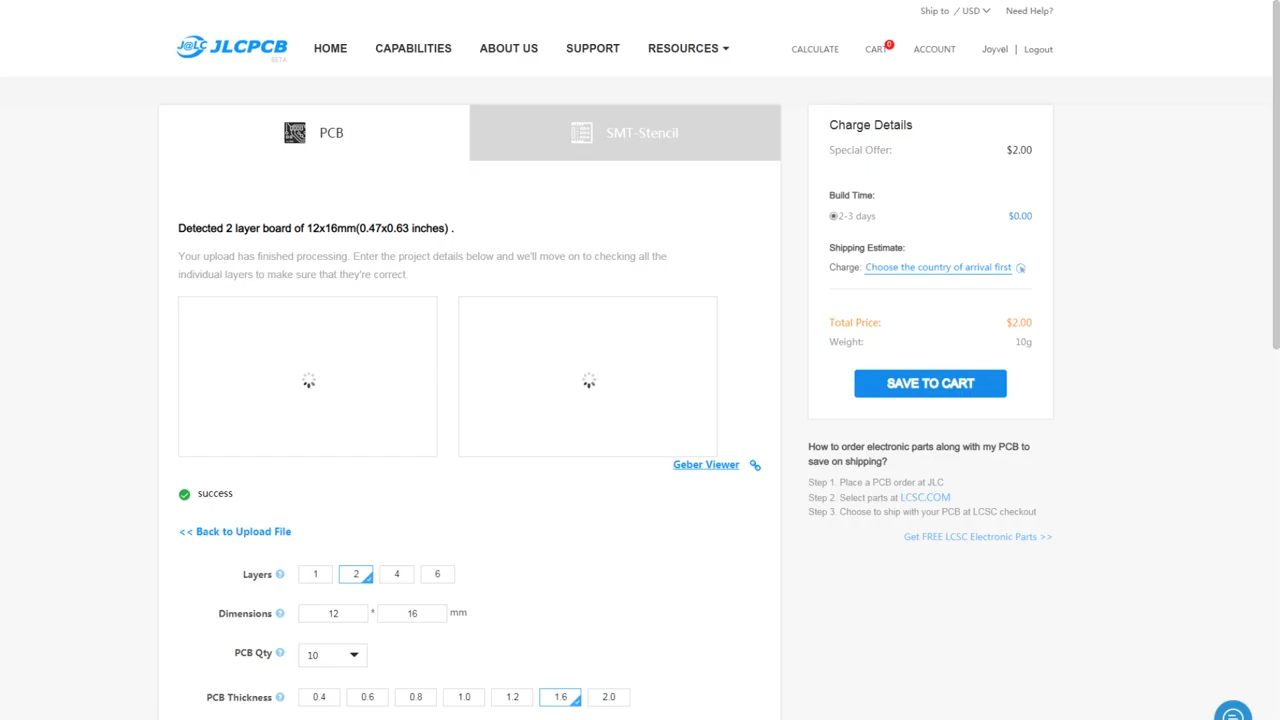 Ship to / USD Need Help?
J@LC JLCPCB
BETA
HOME CAPABILITIES ABOUT US SUPPORT RESOURCES
CALCULATE CART 0 ACCOUNT Joyvel | Logout
PCB SMT-Stencil
Detected 2 layer board of 12x16mm(0.47x0.63 inches) .
Your upload has finished processing. Enter the project details below and we'll move on to checking all the
individual layers to make sure that they're correct.
Geber Viewer
success
<< Back to Upload File
Layers ? 1 2 4 6
Dimensions ? 12 * 16 mm
PCB Qty ? 10
PCB Thickness ? 0.4 0.6 0.8 1.0 1.2 1.6 2.0
Charge Details
Special Offer: $2.00
Build Time:
2-3 days $0.00
Shipping Estimate:
Charge: Choose the country of arrival first
Total Price: $2.00
Weight: 10g
SAVE TO CART
How to order electronic parts along with my PCB to
save on shipping?
Step 1. Place a PCB order at JLC
Step 2. Select parts at LCSC.COM
Step 3. Choose to ship with your PCB at LCSC checkout
Get FREE LCSC Electronic Parts >>